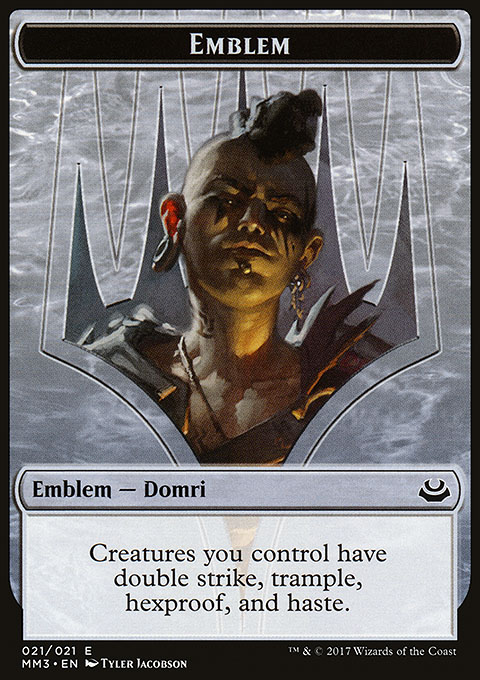 Emblem
Emblem — Domri
Creatures you control have
double strike, trample,
hexproof, and haste.
021/021 E
MM3 • EN Tyler Jacobson
™ & © 2017 Wizards of the Coast